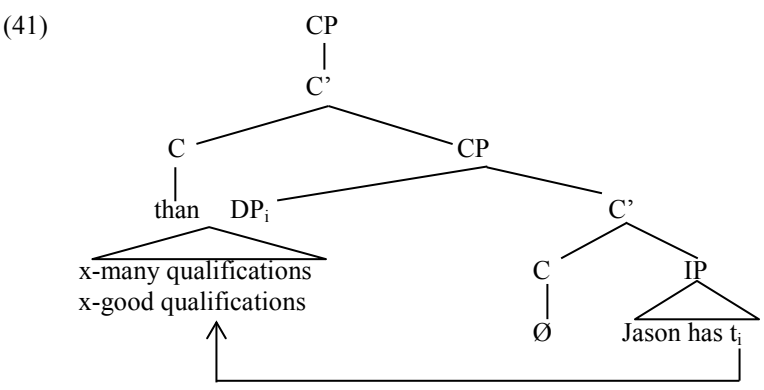 (41) CP
C’
C CP
than DPi C’
x-many qualifications C IP
x-good qualifications Ø Jason has ti